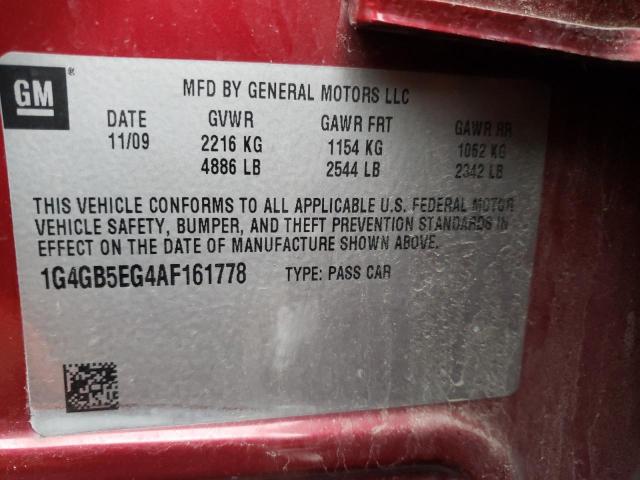 GM ®
MFD BY GENERAL MOTORS LLC
DATE GVWR GAWR FRT GAWR RR
11/09 2216 KG 1154 KG 1062 KG
4886 LB 2544 LB 2342 LB
THIS VEHICLE CONFORMS TO ALL APPLICABLE U.S. FEDERAL MOTOR
VEHICLE SAFETY, BUMPER, AND THEFT PREVENTION STANDARDS IN
EFFECT ON THE DATE OF MANUFACTURE SHOWN ABOVE.
1G4GB5EG4AF161778 TYPE: PASS CAR